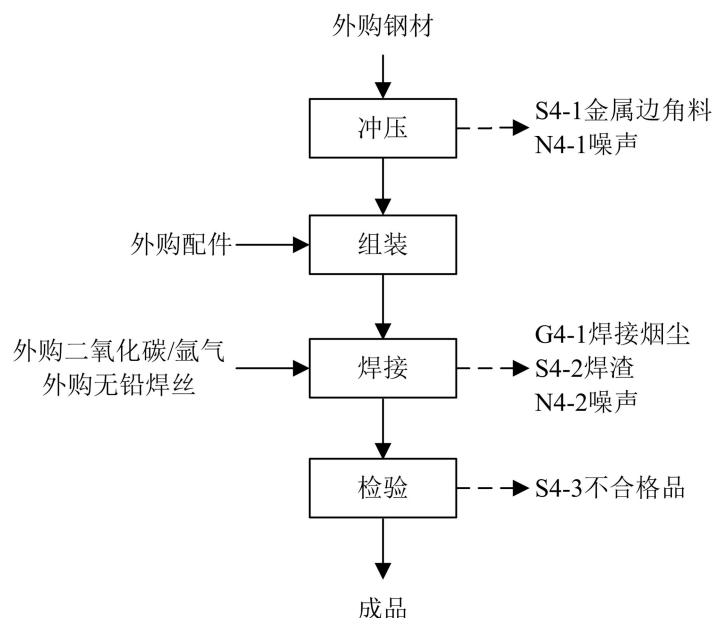 外购钢材
冲压
S4-1金属边角料
N4-1噪声
外购配件
组装
外购二氧化碳/氩气
外购无铅焊丝
焊接
G4-1焊接烟尘
S4-2焊渣
N4-2噪声
检验
S4-3不合格品
成品